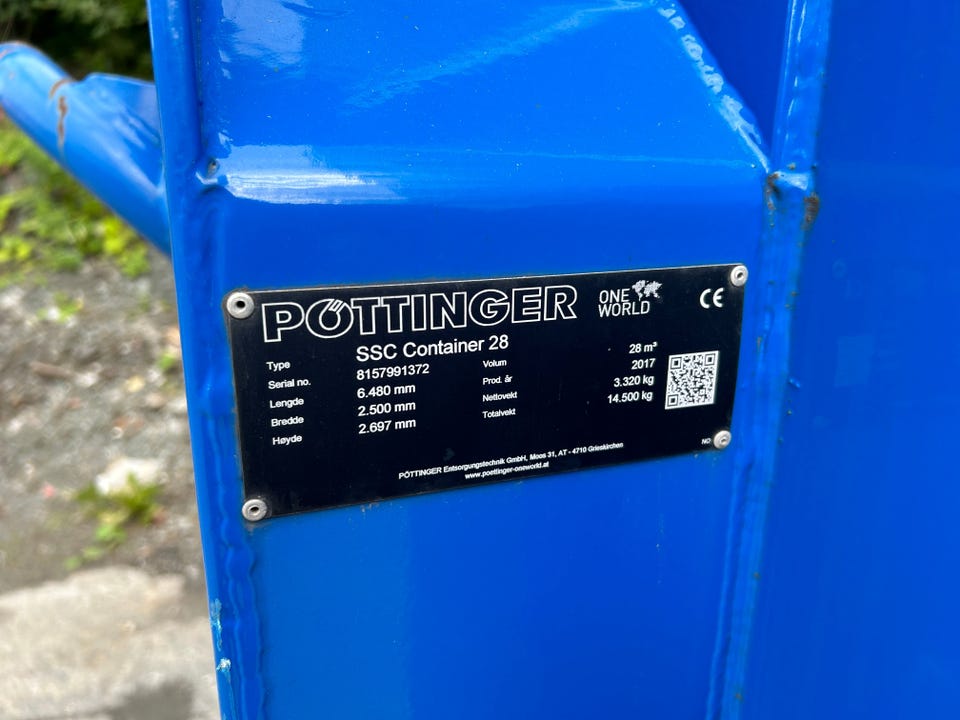 PÖTTINGER ONE WORLD CE
Type SSC Container 28
Serial no. 8157991372
Lengde 6.480 mm
Bredde 2.500 mm
Høyde 2.697 mm
Volum 28 m³
Prod. år 2017
Nettovekt 3.320 kg
Totalvekt 14.500 kg
NO
PÖTTINGER Entsorgungstechnik GmbH, Moos 31, AT - 4710 Grieskirchen
www.poettinger-oneworld.at